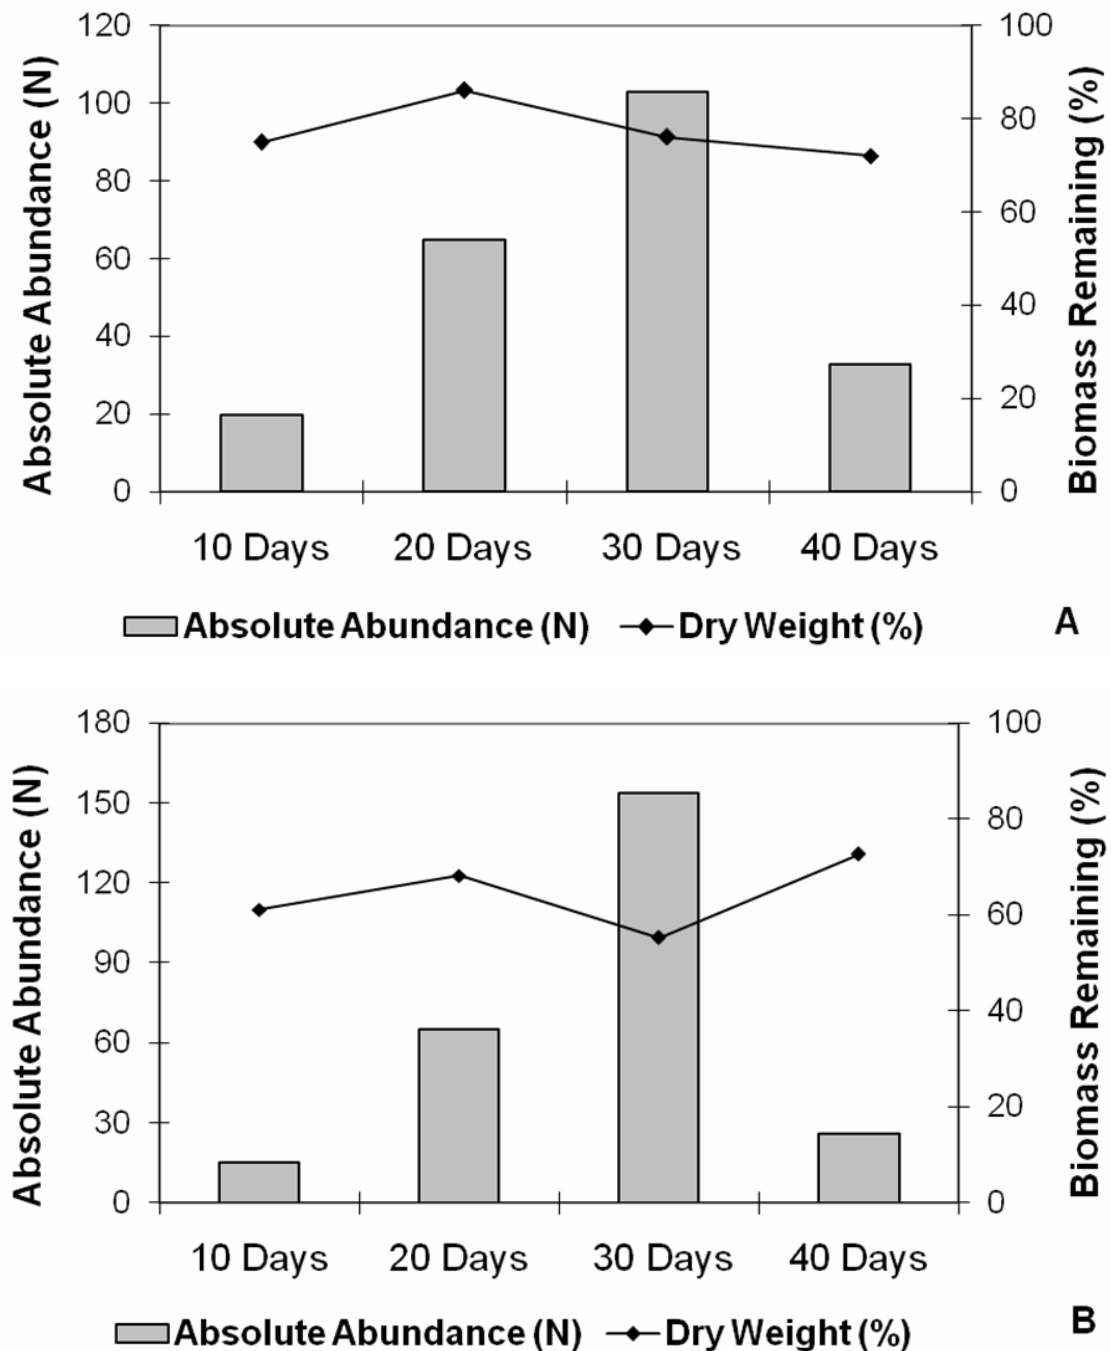 Absolute Abundance (N)
120
100
80
60
40
20
0
100
80
60
40
20
0
Biomass Remaining (%)
10 Days 20 Days 30 Days 40 Days
Absolute Abundance (N) Dry Weight (%)
A
Absolute Abundance (N)
180
150
120
90
60
30
0
100
80
60
40
20
0
Biomass Remaining (%)
10 Days 20 Days 30 Days 40 Days
Absolute Abundance (N) Dry Weight (%)
B